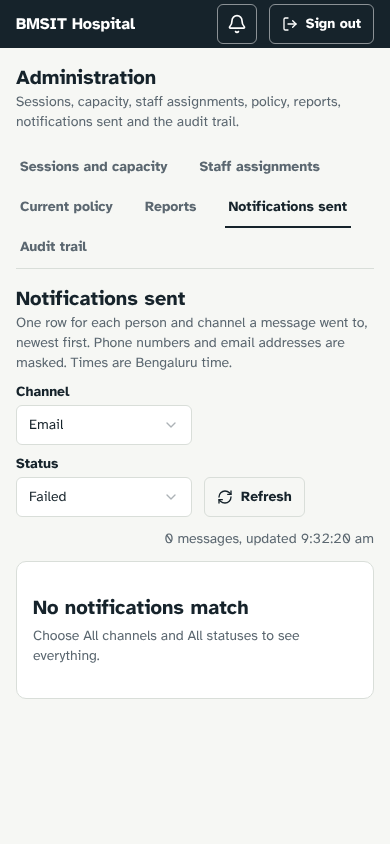 BMSIT Hospital
Sign out
Administration
Sessions, capacity, staff assignments, policy, reports,
notifications sent and the audit trail.
Sessions and capacity
Staff assignments
Current policy
Reports
Notifications sent
Audit trail
Notifications sent
One row for each person and channel a message went to,
newest first. Phone numbers and email addresses are
masked. Times are Bengaluru time.
Channel
Email
Status
Failed
Refresh
0 messages, updated 9:32:20 am
No notifications match
Choose All channels and All statuses to see
everything.